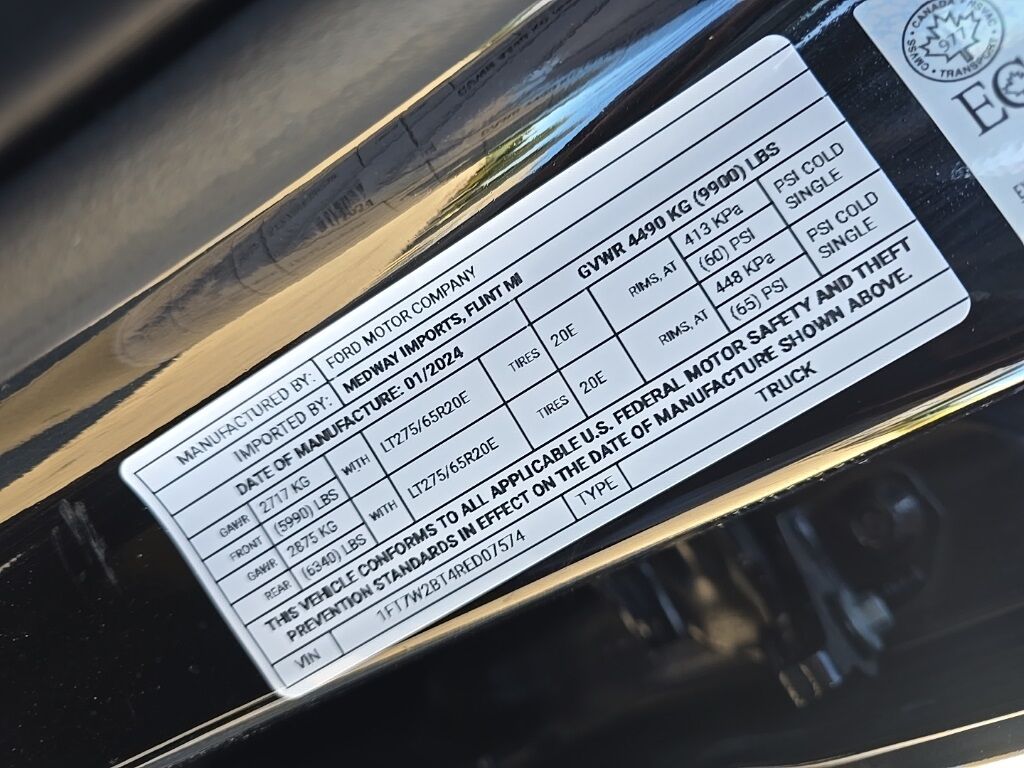 MANUFACTURED BY: FORD MOTOR COMPANY
IMPORTED BY: MEDWAY IMPORTS, FLINT MI
DATE OF MANUFACTURE: 01/2024 GVWR 4490 KG (9900) LBS
GAWR 2717 KG WITH LT275/65R20E TIRES 20E RIMS, AT 413 KPa PSI COLD
FRONT (5990) LBS (60) PSI SINGLE
GAWR 2875 KG WITH LT275/65R20E TIRES 20E RIMS, AT 448 KPa PSI COLD
REAR (6340) LBS (65) PSI SINGLE
THIS VEHICLE CONFORMS TO ALL APPLICABLE U.S. FEDERAL MOTOR SAFETY AND THEFT
PREVENTION STANDARDS IN EFFECT ON THE DATE OF MANUFACTURE SHOWN ABOVE.
VIN 1FT7W2BT4RED07574 TYPE TRUCK
CANADA
977
TRANSPORT
EC